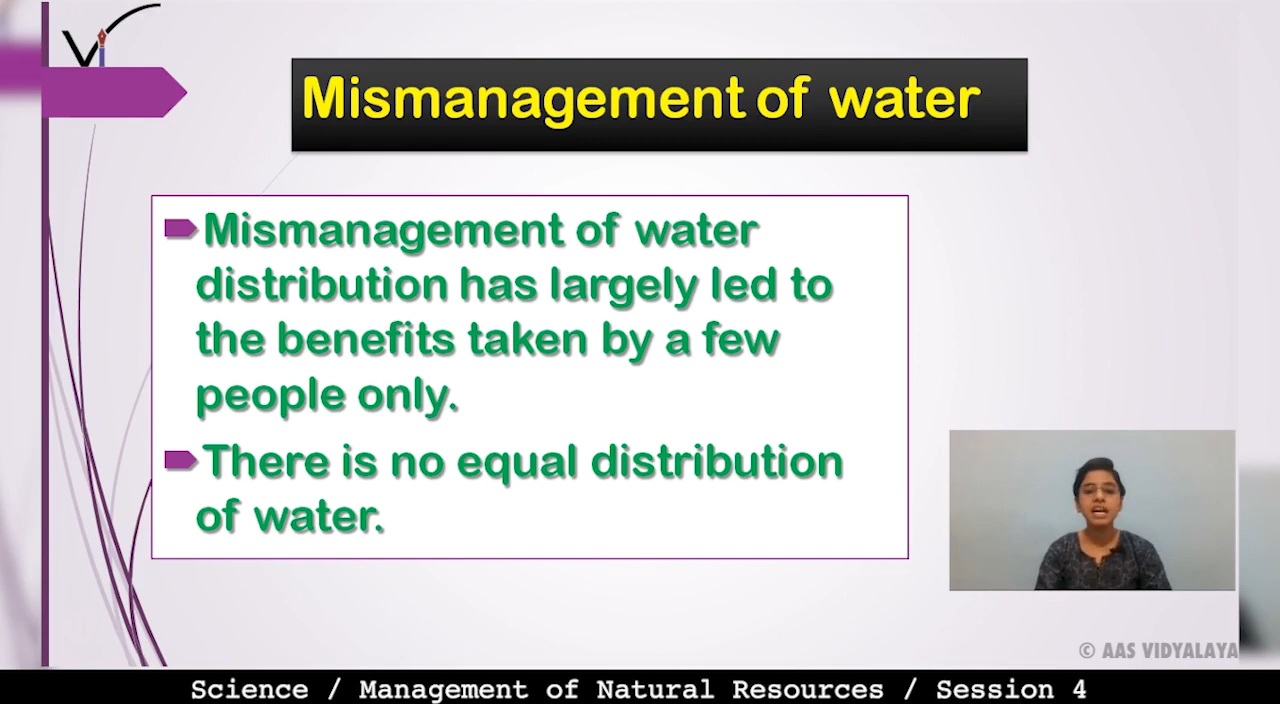 Vi
Mismanagement of water
Mismanagement of water
distribution has largely led to
the benefits taken by a few
people only.
There is no equal distribution
of water.
© AAS VIDYALAYA
Science / Management of Natural Resources / Session 4